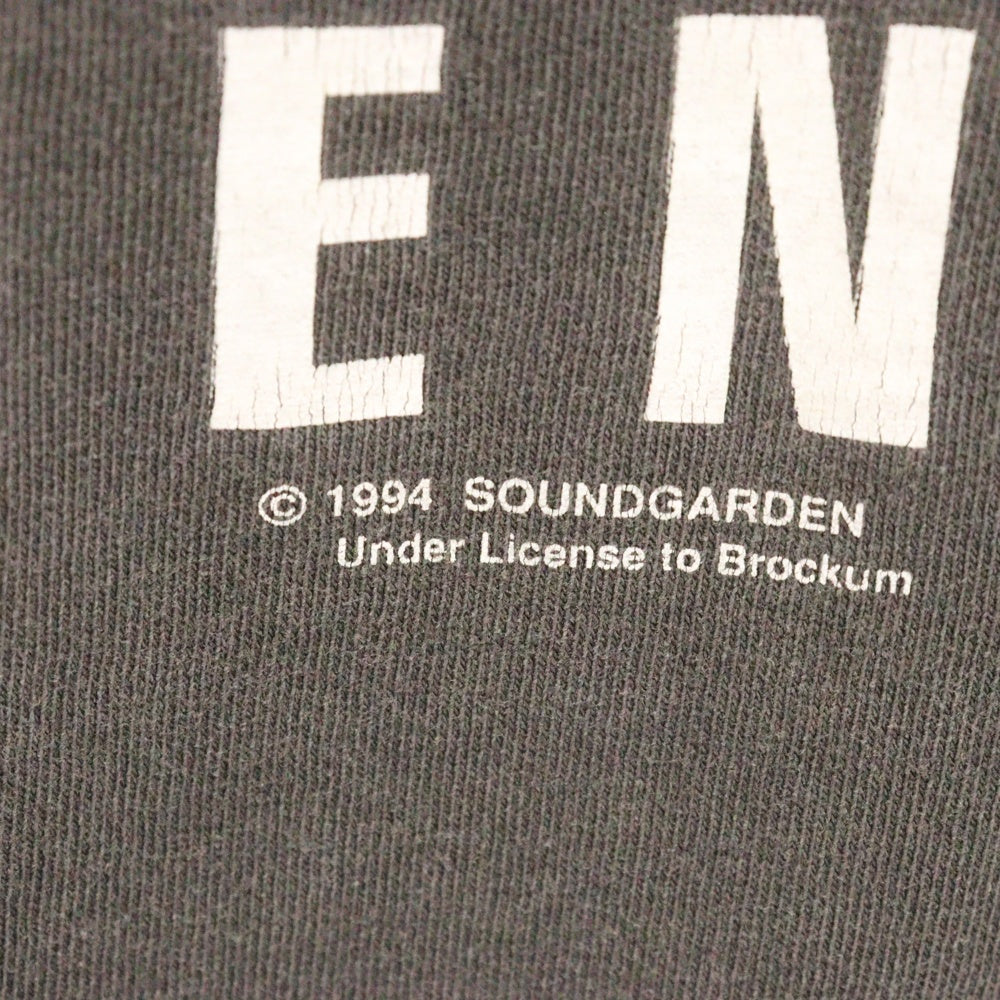 E N
© 1994 SOUNDGARDEN
Under License to Brockum